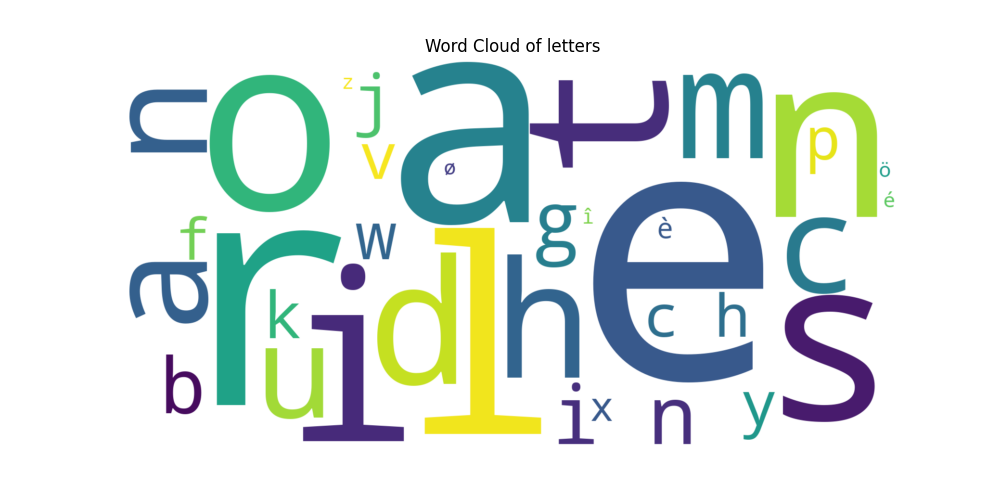 Word Cloud of letters
n o z j v a ø t m n p ö é
f a r k u i w d l h g î e è c h c s
b i x n y